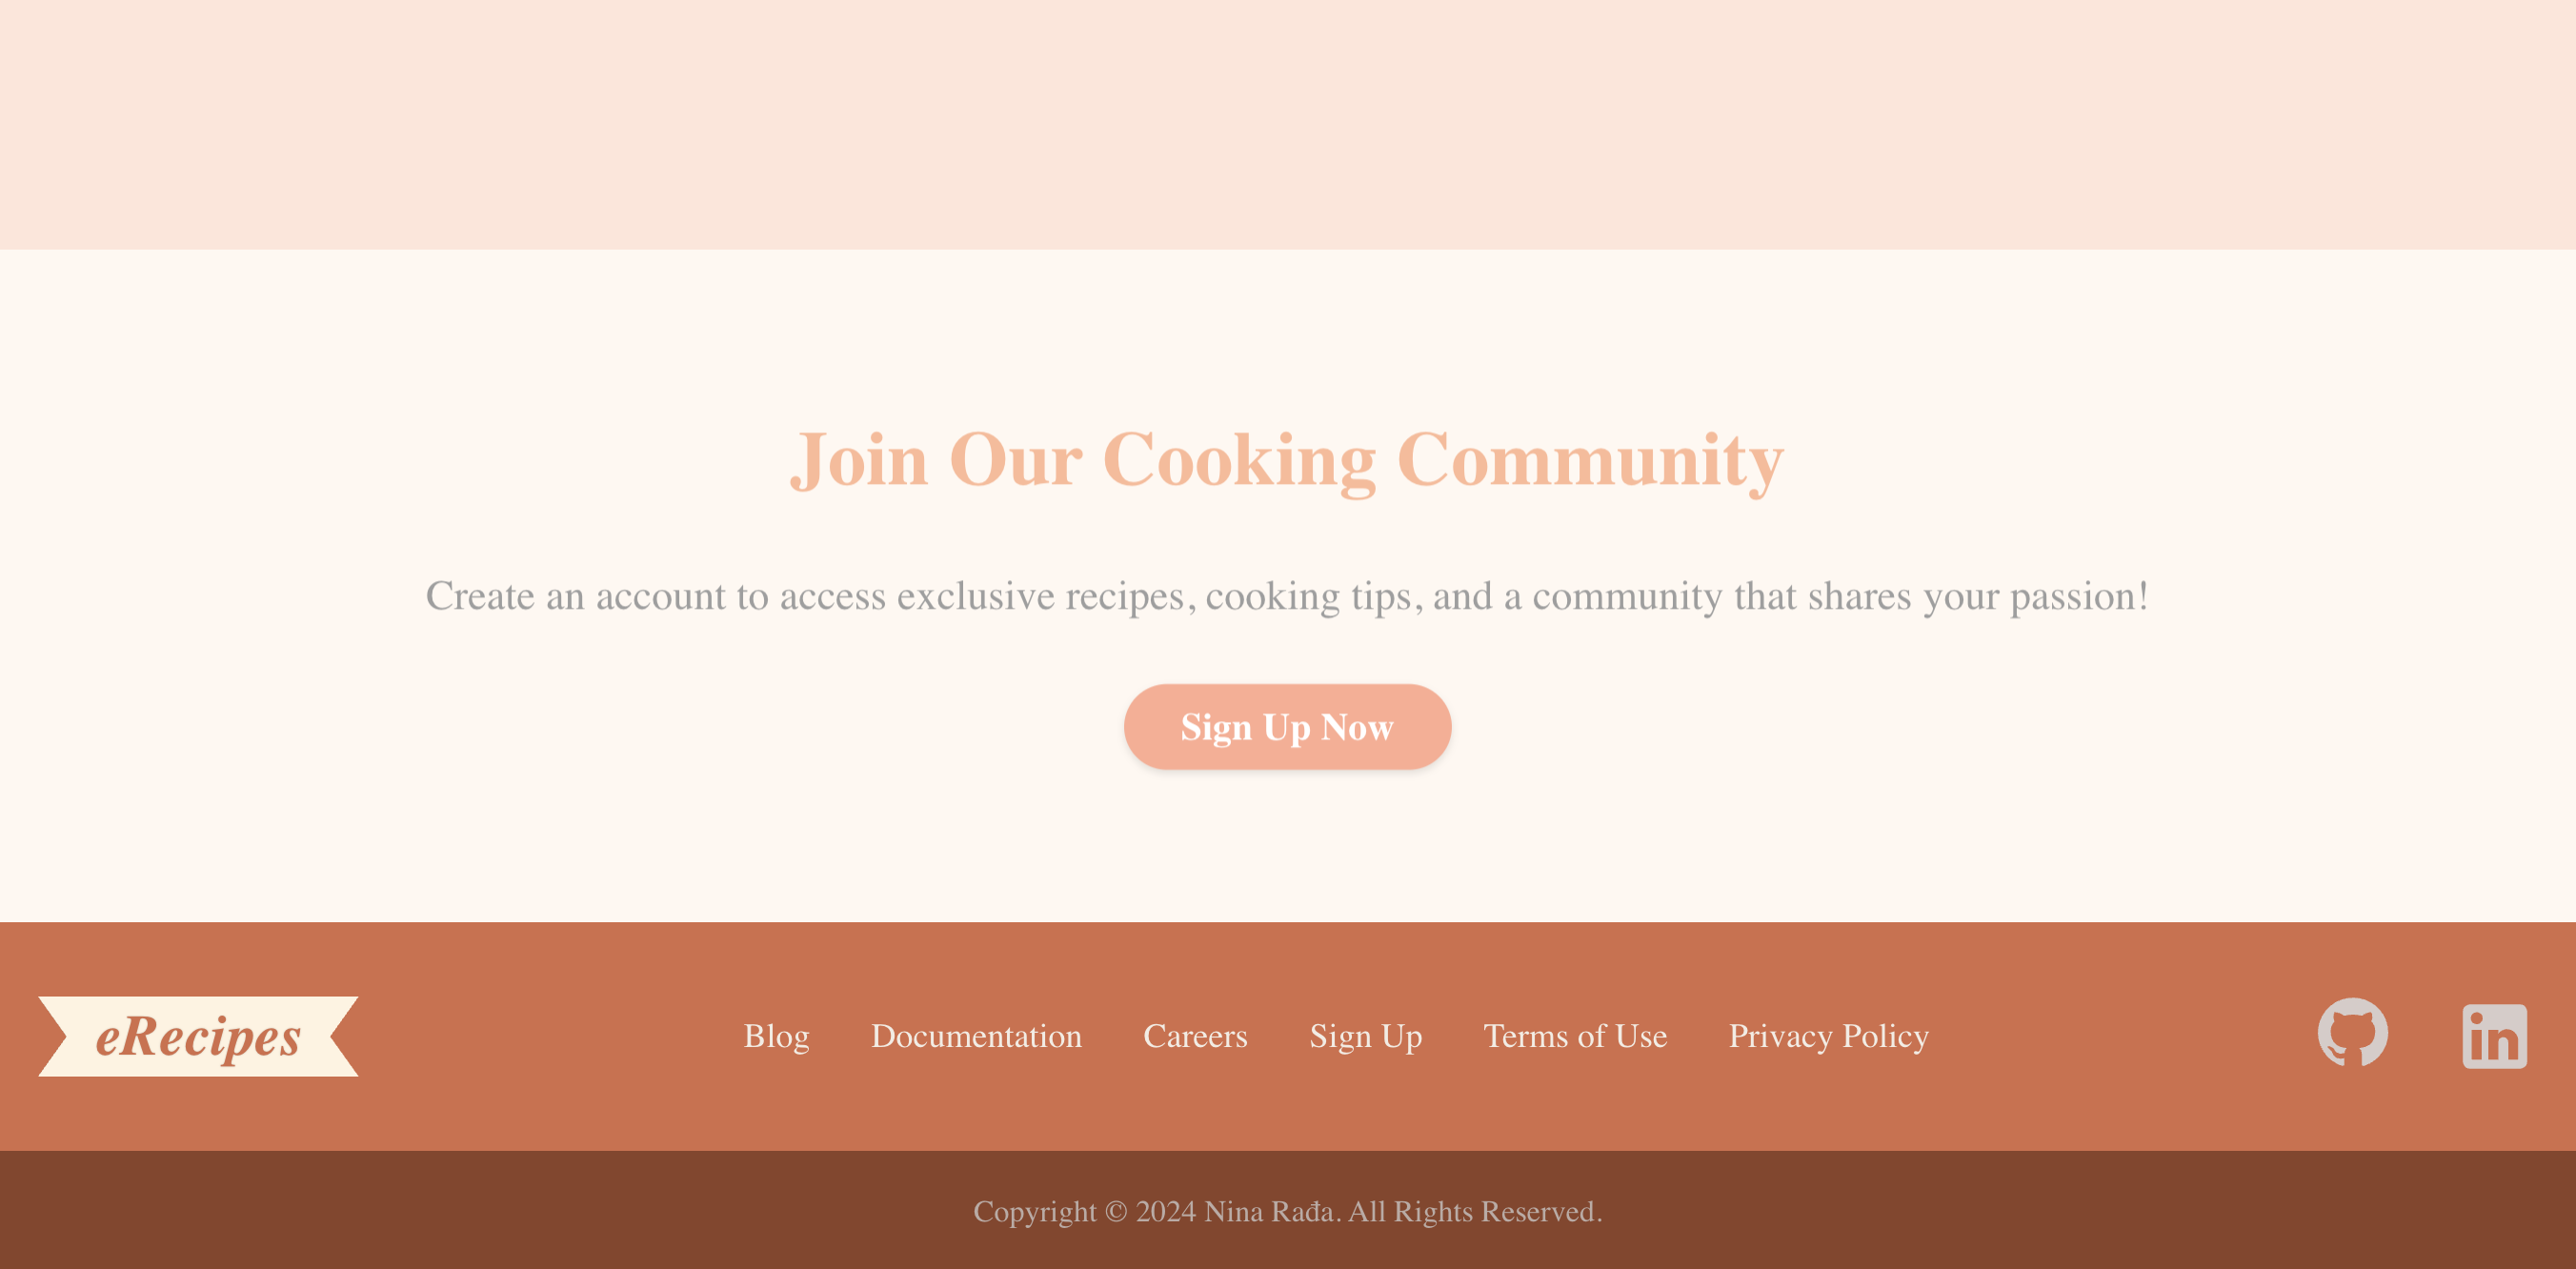 Join Our Cooking Community
Create an account to access exclusive recipes, cooking tips, and a community that shares your passion!
Sign Up Now
eRecipes
Blog Documentation Careers Sign Up Terms of Use Privacy Policy
in
Copyright © 2024 Nina Rađa. All Rights Reserved.